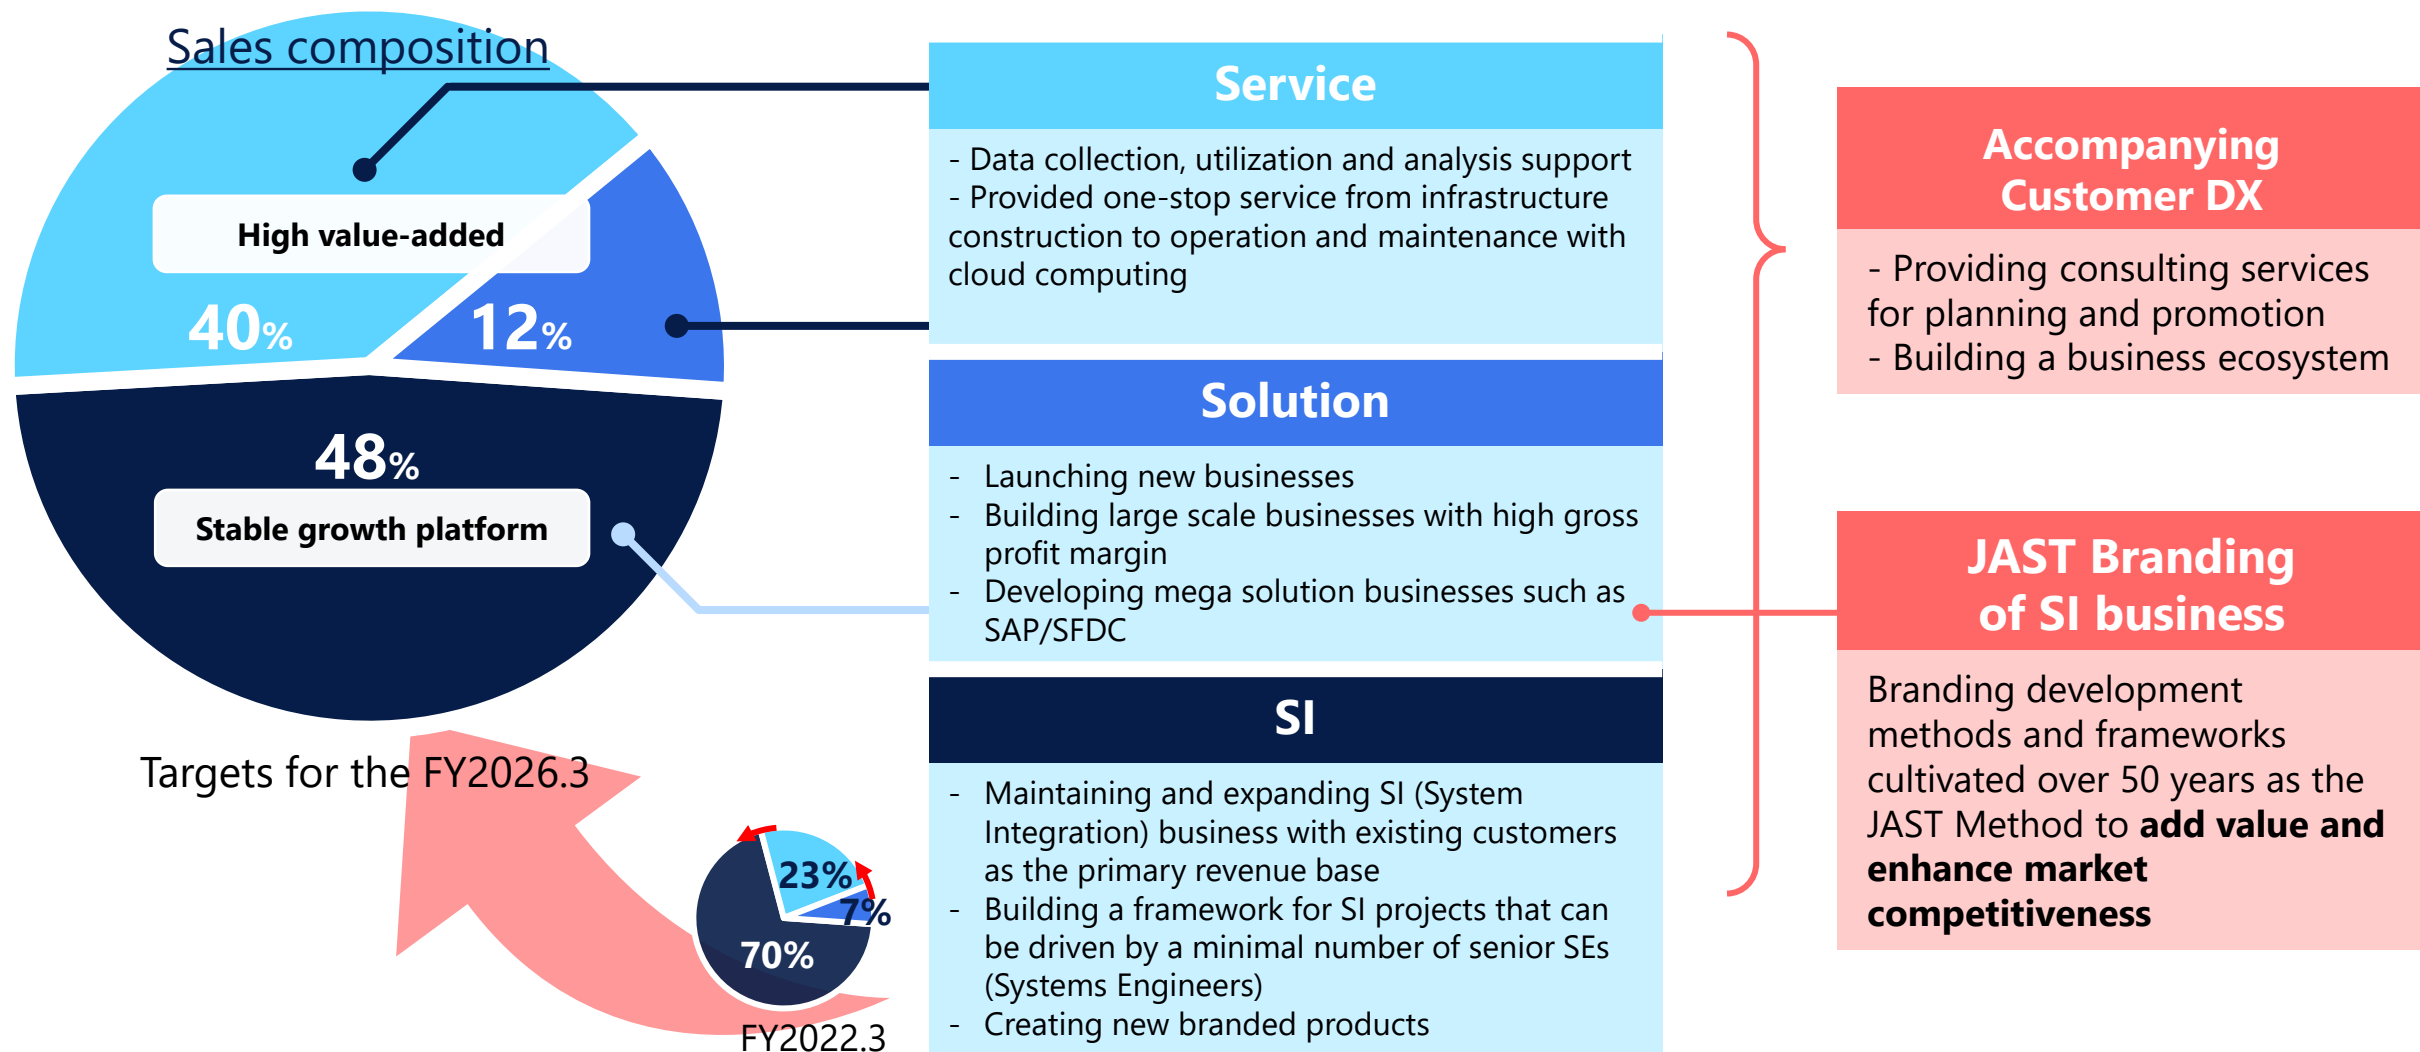 Sales composition
High value-added
40%
12%
48%
Stable growth platform
Targets for the FY2026.3
23%
7%
70%
FY2022.3
Service
- Data collection, utilization and analysis support
- Provided one-stop service from infrastructure
construction to operation and maintenance with
cloud computing
Solution
- Launching new businesses
- Building large scale businesses with high gross
profit margin
- Developing mega solution businesses such as
SAP/SFDC
SI
- Maintaining and expanding SI (System
Integration) business with existing customers
as the primary revenue base
- Building a framework for SI projects that can
be driven by a minimal number of senior SEs
(Systems Engineers)
- Creating new branded products
Accompanying
Customer DX
- Providing consulting services
for planning and promotion
- Building a business ecosystem
JAST Branding
of SI business
Branding development
methods and frameworks
cultivated over 50 years as the
JAST Method to add value and
enhance market
competitiveness